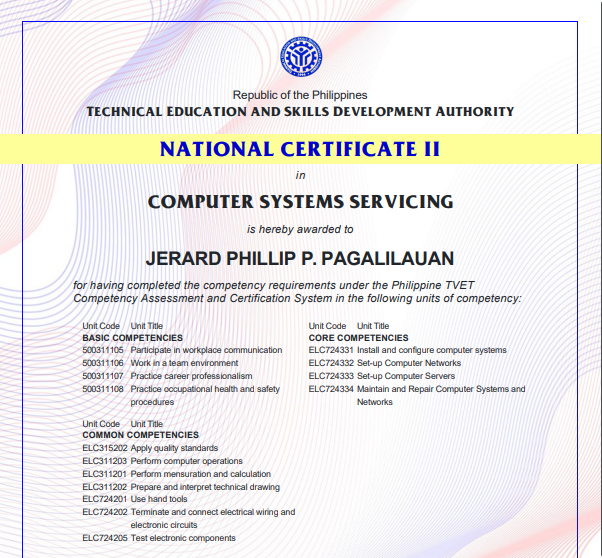 Republic of the Philippines
TECHNICAL EDUCATION AND SKILLS DEVELOPMENT AUTHORITY
NATIONAL CERTIFICATE II
in
COMPUTER SYSTEMS SERVICING
is hereby awarded to
JERARD PHILLIP P. PAGALILAUAN
for having completed the competency requirements under the Philippine TVET
Competency Assessment and Certification System in the following units of competency:
Unit Code Unit Title
BASIC COMPETENCIES
500311105 Participate in workplace communication
500311106 Work in a team environment
500311107 Practice career professionalism
500311108 Practice occupational health and safety
procedures
Unit Code Unit Title
CORE COMPETENCIES
ELC724331 Install and configure computer systems
ELC724332 Set-up Computer Networks
ELC724333 Set-up Computer Servers
ELC724334 Maintain and Repair Computer Systems and
Networks
Unit Code Unit Title
COMMON COMPETENCIES
ELC315202 Apply quality standards
ELC311203 Perform computer operations
ELC311201 Perform mensuration and calculation
ELC311202 Prepare and interpret technical drawing
ELC724201 Use hand tools
ELC724202 Terminate and connect electrical wiring and
electronic circuits
ELC724205 Test electronic components